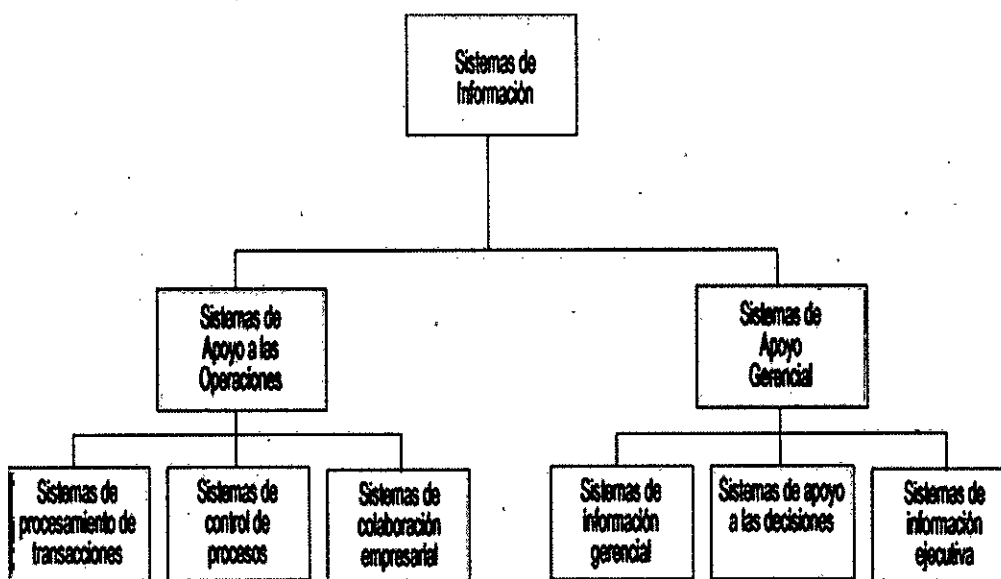 Sistemas de
Información
Sistemas de
Apoyo a las
Operaciones
Sistemas de
Apoyo
Gerencial
Sistemas de
procesamiento de
transacciones
Sistemas de
control de
procesos
Sistemas de
colaboración
empresarial
Sistemas de
información
gerencial
Sistemas de apoyo
a las decisiones
Sistemas de
información
ejecutiva